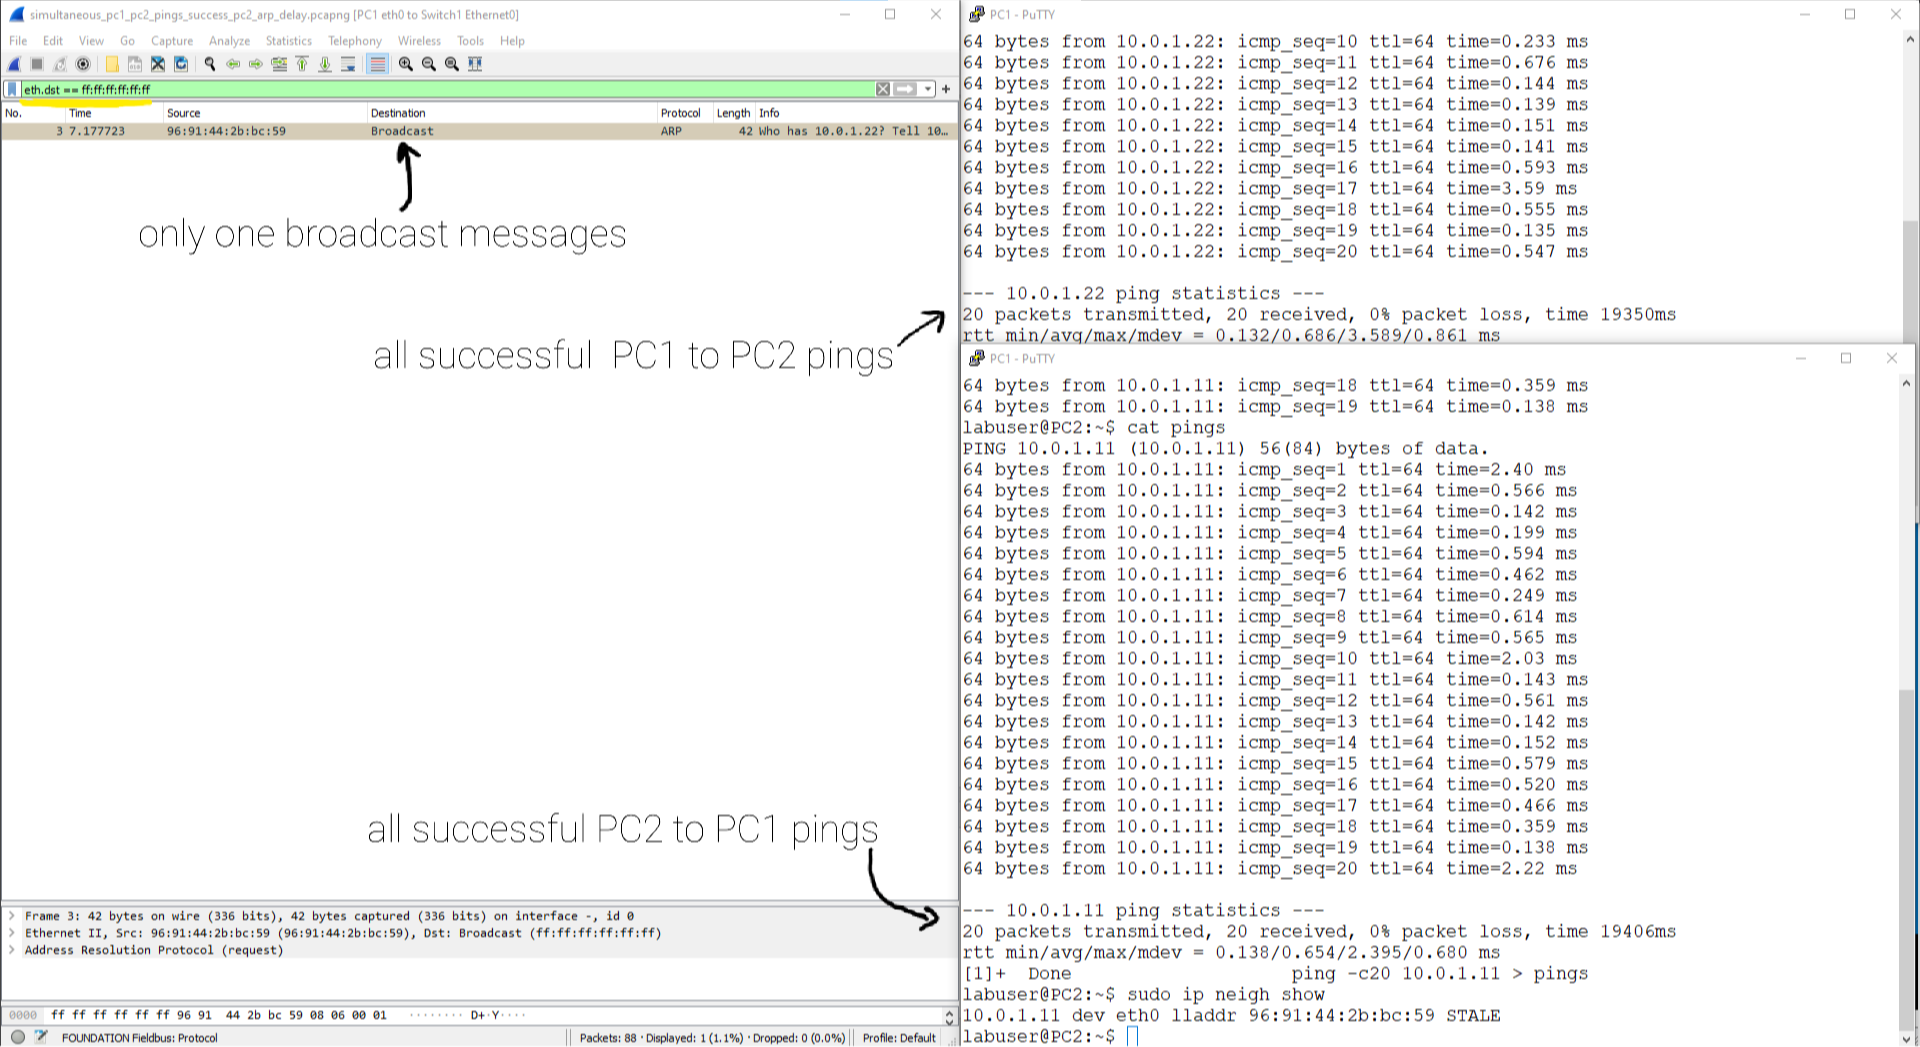 simultaneous_pc1_pc2_pings_success_pc2_arp_delay.pcapng [PC1 eth0 to Switch1 Ethernet0]
File Edit View Go Capture Analyze Statistics Telephony Wireless Tools Help
eth.dst == ff:ff:ff:ff:ff:ff
No. Time Source Destination Protocol Length Info
3 7.177723 96:91:44:2b:bc:59 Broadcast ARP 42 Who has 10.0.1.22? Tell 10…
only one broadcast messages
all successful PC1 to PC2 pings
all successful PC2 to PC1 pings
Frame 3: 42 bytes on wire (336 bits), 42 bytes captured (336 bits) on interface -, id 0
Ethernet II, Src: 96:91:44:2b:bc:59 (96:91:44:2b:bc:59), Dst: Broadcast (ff:ff:ff:ff:ff:ff)
Address Resolution Protocol (request)
0000 ff ff ff ff ff ff 96 91 44 2b bc 59 08 06 00 01 ········ D+·Y····
FOUNDATION Fieldbus: Protocol
Packets: 88 · Displayed: 1 (1.1%) · Dropped: 0 (0.0%)
Profile: Default
PC1 - PuTTY
64 bytes from 10.0.1.22: icmp_seq=10 ttl=64 time=0.233 ms
64 bytes from 10.0.1.22: icmp_seq=11 ttl=64 time=0.676 ms
64 bytes from 10.0.1.22: icmp_seq=12 ttl=64 time=0.144 ms
64 bytes from 10.0.1.22: icmp_seq=13 ttl=64 time=0.139 ms
64 bytes from 10.0.1.22: icmp_seq=14 ttl=64 time=0.151 ms
64 bytes from 10.0.1.22: icmp_seq=15 ttl=64 time=0.141 ms
64 bytes from 10.0.1.22: icmp_seq=16 ttl=64 time=0.593 ms
64 bytes from 10.0.1.22: icmp_seq=17 ttl=64 time=3.59 ms
64 bytes from 10.0.1.22: icmp_seq=18 ttl=64 time=0.555 ms
64 bytes from 10.0.1.22: icmp_seq=19 ttl=64 time=0.135 ms
64 bytes from 10.0.1.22: icmp_seq=20 ttl=64 time=0.547 ms
--- 10.0.1.22 ping statistics ---
20 packets transmitted, 20 received, 0% packet loss, time 19350ms
rtt min/avg/max/mdev = 0.132/0.686/3.589/0.861 ms
PC1 - PuTTY
64 bytes from 10.0.1.11: icmp_seq=18 ttl=64 time=0.359 ms
64 bytes from 10.0.1.11: icmp_seq=19 ttl=64 time=0.138 ms
labuser@PC2:~$ cat pings
PING 10.0.1.11 (10.0.1.11) 56(84) bytes of data.
64 bytes from 10.0.1.11: icmp_seq=1 ttl=64 time=2.40 ms
64 bytes from 10.0.1.11: icmp_seq=2 ttl=64 time=0.566 ms
64 bytes from 10.0.1.11: icmp_seq=3 ttl=64 time=0.142 ms
64 bytes from 10.0.1.11: icmp_seq=4 ttl=64 time=0.199 ms
64 bytes from 10.0.1.11: icmp_seq=5 ttl=64 time=0.594 ms
64 bytes from 10.0.1.11: icmp_seq=6 ttl=64 time=0.462 ms
64 bytes from 10.0.1.11: icmp_seq=7 ttl=64 time=0.249 ms
64 bytes from 10.0.1.11: icmp_seq=8 ttl=64 time=0.614 ms
64 bytes from 10.0.1.11: icmp_seq=9 ttl=64 time=0.565 ms
64 bytes from 10.0.1.11: icmp_seq=10 ttl=64 time=2.03 ms
64 bytes from 10.0.1.11: icmp_seq=11 ttl=64 time=0.143 ms
64 bytes from 10.0.1.11: icmp_seq=12 ttl=64 time=0.561 ms
64 bytes from 10.0.1.11: icmp_seq=13 ttl=64 time=0.142 ms
64 bytes from 10.0.1.11: icmp_seq=14 ttl=64 time=0.152 ms
64 bytes from 10.0.1.11: icmp_seq=15 ttl=64 time=0.579 ms
64 bytes from 10.0.1.11: icmp_seq=16 ttl=64 time=0.520 ms
64 bytes from 10.0.1.11: icmp_seq=17 ttl=64 time=0.466 ms
64 bytes from 10.0.1.11: icmp_seq=18 ttl=64 time=0.359 ms
64 bytes from 10.0.1.11: icmp_seq=19 ttl=64 time=0.138 ms
64 bytes from 10.0.1.11: icmp_seq=20 ttl=64 time=2.22 ms
--- 10.0.1.11 ping statistics ---
20 packets transmitted, 20 received, 0% packet loss, time 19406ms
rtt min/avg/max/mdev = 0.138/0.654/2.395/0.680 ms
[1]+ Done ping -c20 10.0.1.11 > pings
labuser@PC2:~$ sudo ip neigh show
10.0.1.11 dev eth0 lladdr 96:91:44:2b:bc:59 STALE
labuser@PC2:~$